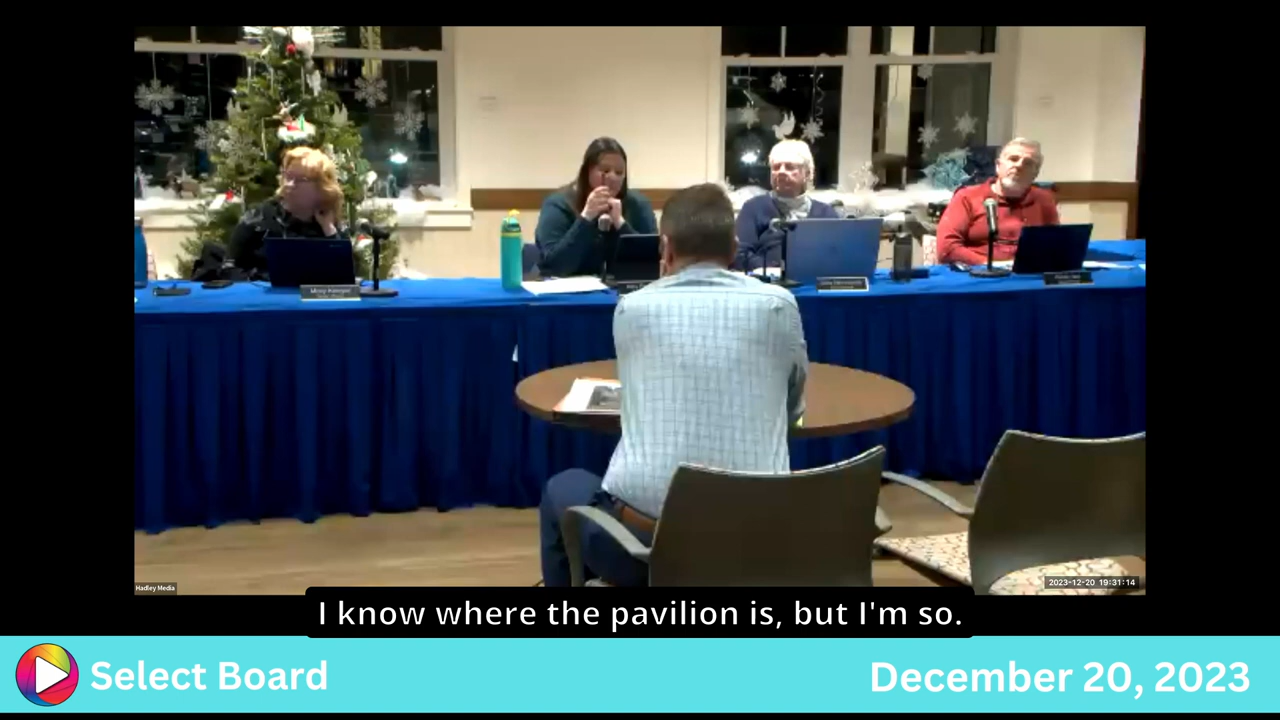 Hadley Media
2023-12-20 19:31:14
I know where the pavilion is, but I'm so.
Select Board
December 20, 2023